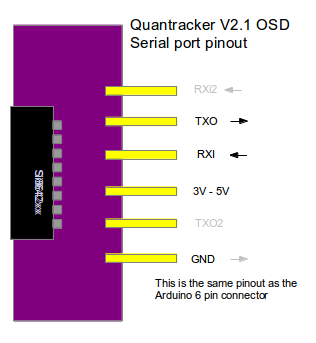 Quantracker V2.1 OSD
Serial port pinout
RXI2
TXO
RXI
3V - 5V
TXO2
GND
This is the same pinout as the
Arduino 6 pin connector